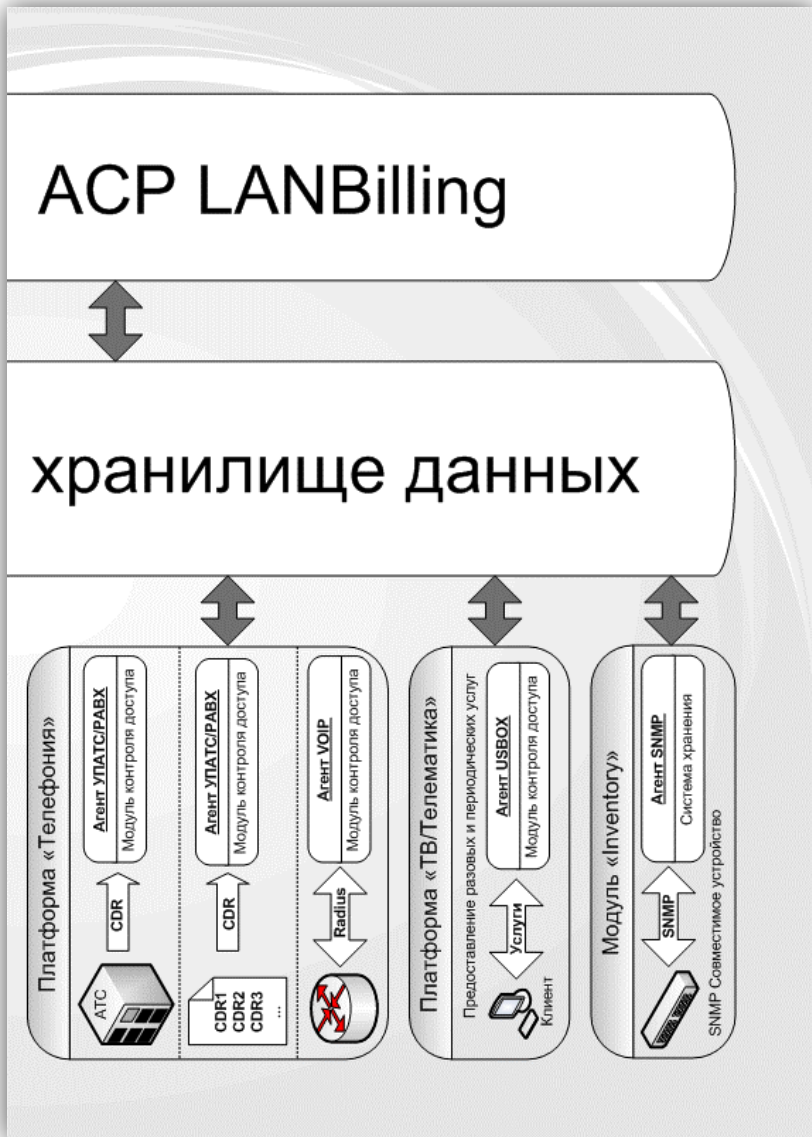 АСР LANBilling
хранилище данных
Платформа «Телефония»
АТС
CDR
Агент УПАТС/PABX
Модуль контроля доступа
CDR1
CDR2
CDR3
...
CDR
Агент УПАТС/PABX
Модуль контроля доступа
Radius
Агент VOIP
Модуль контроля доступа
Платформа «ТВ/Телематика»
Предоставление разовых и периодических услуг
Клиент
Услуги
Агент USBOX
Модуль контроля доступа
Модуль «Inventory»
SNMP
Агент SNMP
Система хранения
SNMP Совместимое устройство